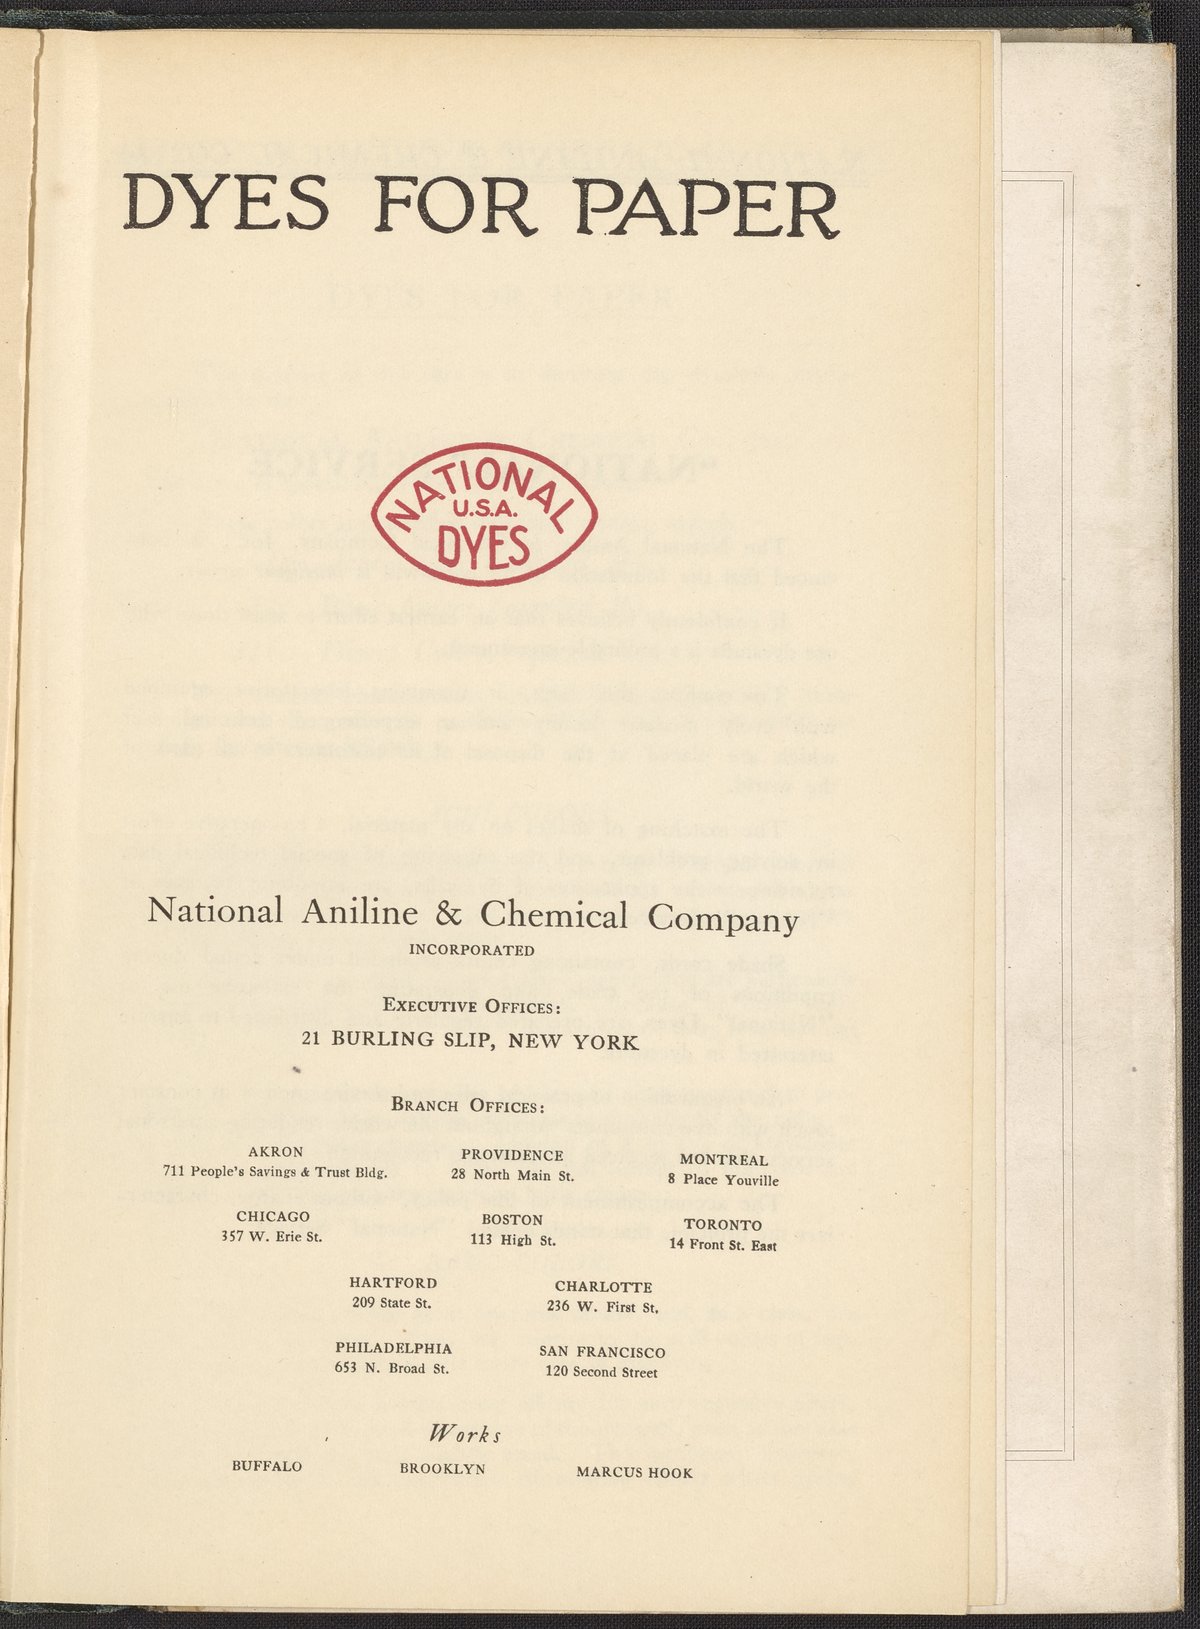 DYES FOR PAPER
NATIONAL
U.S.A.
DYES
National Aniline & Chemical Company
INCORPORATED
Executive Offices:
21 BURLING SLIP, NEW YORK
Branch Offices:
AKRON PROVIDENCE MONTREAL
711 People's Savings & Trust Bldg. 28 North Main St. 8 Place Youville
CHICAGO BOSTON TORONTO
357 W. Erie St. 113 High St. 14 Front St. East
HARTFORD CHARLOTTE
209 State St. 236 W. First St.
PHILADELPHIA SAN FRANCISCO
653 N. Broad St. 120 Second Street
Works
BUFFALO BROOKLYN MARCUS HOOK